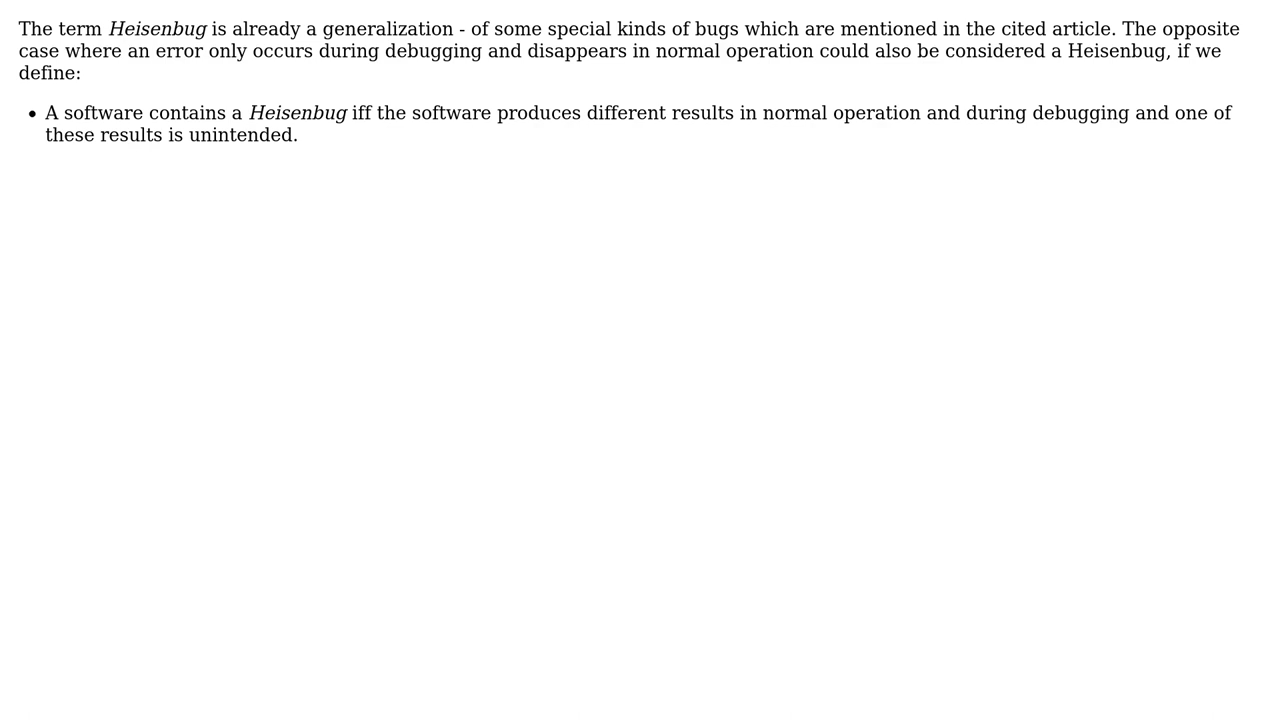 The term Heisenbug is already a generalization - of some special kinds of bugs which are mentioned in the cited article. The opposite
case where an error only occurs during debugging and disappears in normal operation could also be considered a Heisenbug, if we
define:
• A software contains a Heisenbug iff the software produces different results in normal operation and during debugging and one of
these results is unintended.